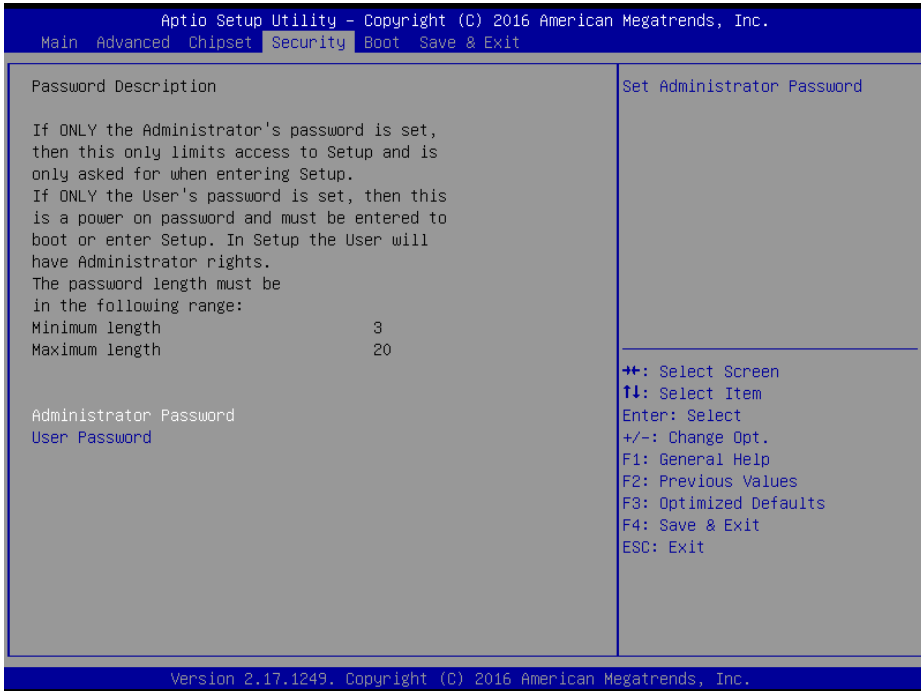 Aptio Setup Utility – Copyright (C) 2016 American Megatrends, Inc.
Main Advanced Chipset Security Boot Save & Exit
Password Description
If ONLY the Administrator's password is set,
then this only limits access to Setup and is
only asked for when entering Setup.
If ONLY the User's password is set, then this
is a power on password and must be entered to
boot or enter Setup. In Setup the User will
have Administrator rights.
The password length must be
in the following range:
Minimum length 3
Maximum length 20
Administrator Password
User Password
Set Administrator Password
→←: Select Screen
↑↓: Select Item
Enter: Select
+/-: Change Opt.
F1: General Help
F2: Previous Values
F3: Optimized Defaults
F4: Save & Exit
ESC: Exit
Version 2.17.1249. Copyright (C) 2016 American Megatrends, Inc.